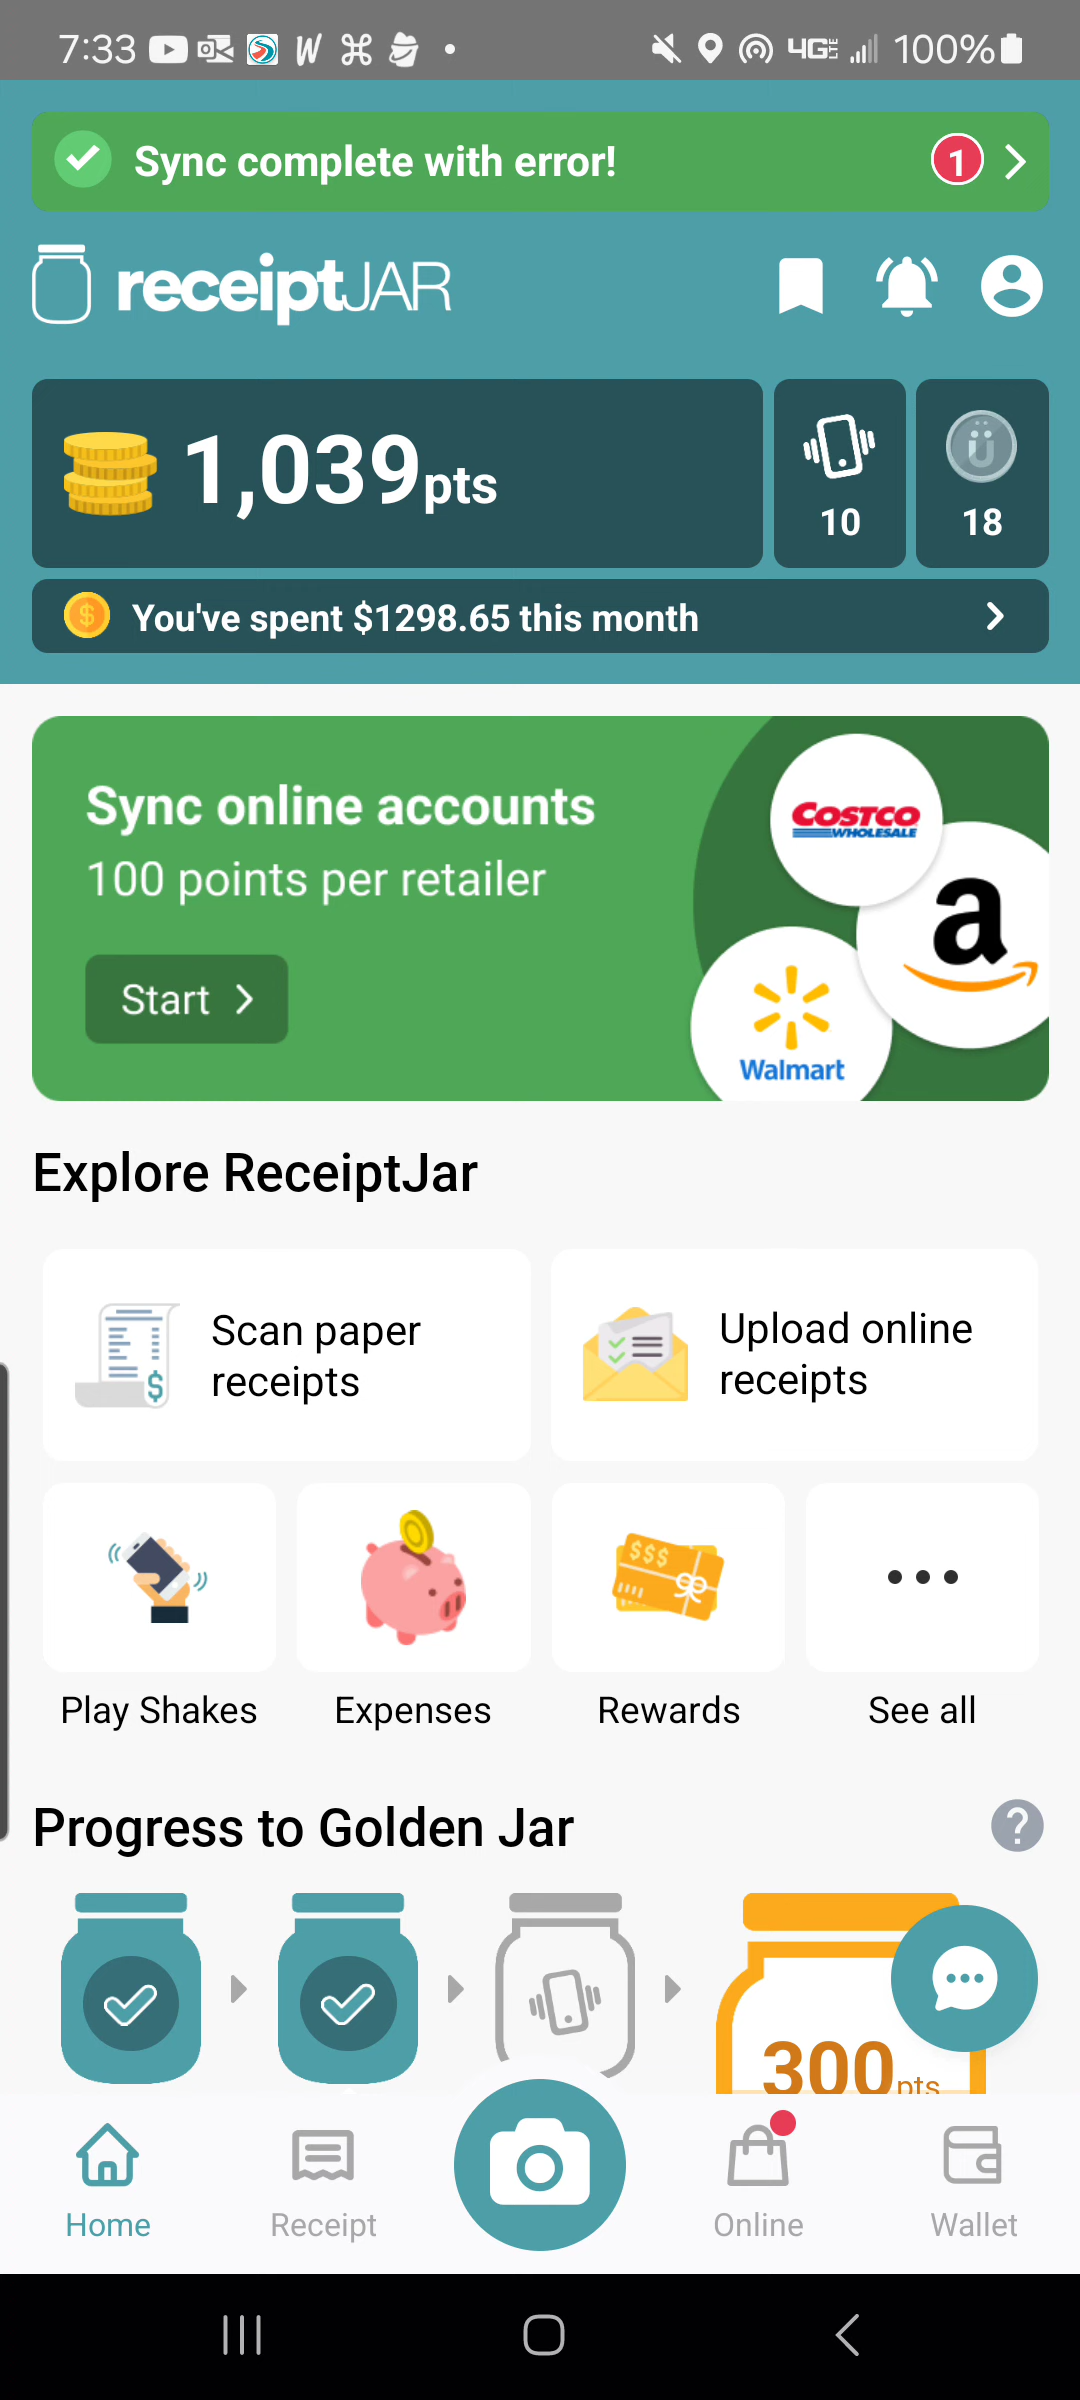 7:33
4G LTE 100%
Sync complete with error!
1
receiptJAR
1,039pts
10
18
You've spent $1298.65 this month
Sync online accounts
100 points per retailer
Start
COSTCO
WHOLESALE
a
Walmart
Explore ReceiptJar
Scan paper
receipts
Upload online
receipts
$$$
Play Shakes
Expenses
Rewards
See all
Progress to Golden Jar
?
300pts
Home
Receipt
Online
Wallet